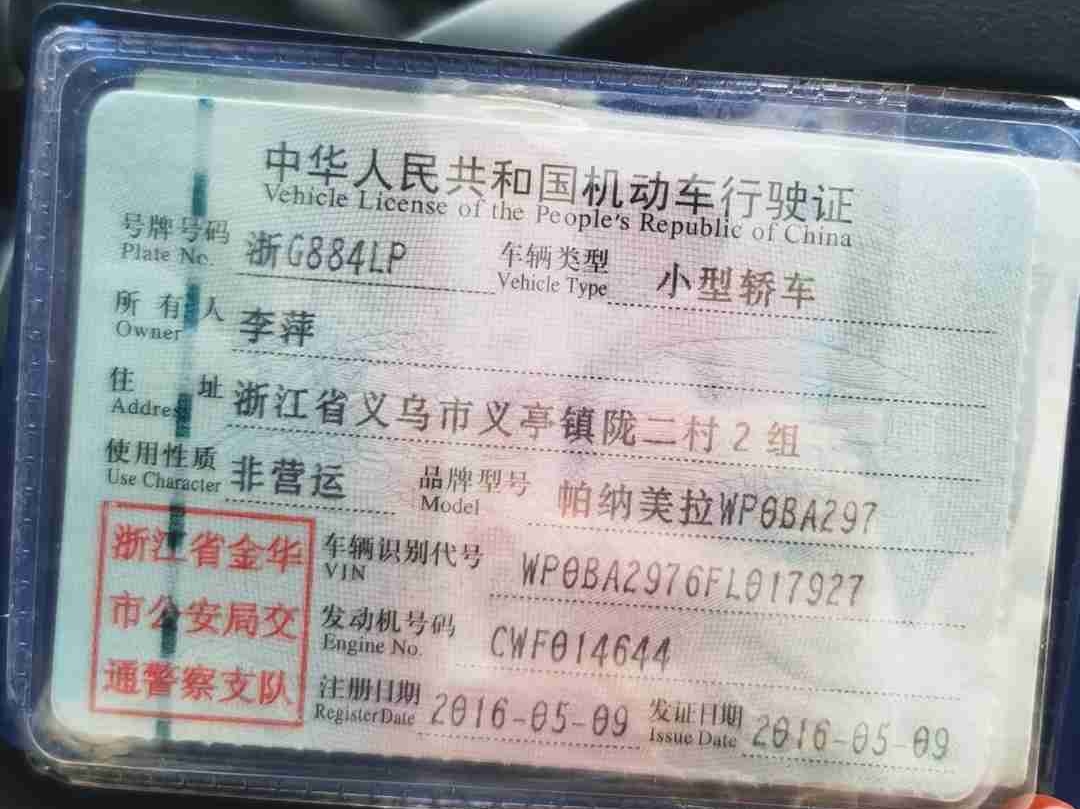 中华人民共和国机动车行驶证
Vehicle License of the People's Republic of China
号牌号码 浙G884LP 车辆类型 小型轿车
Plate No. Vehicle Type
所有人 李萍
Owner
住址 浙江省义乌市义亭镇陇二村2组
Address
使用性质 非营运 品牌型号 帕纳美拉WP0BA297
Use Character Model
浙江省金华
市公安局交
通警察支队
车辆识别代号 WP0BA2976FL017927
VIN
发动机号码 CWF014644
Engine No.
注册日期 2016-05-09 发证日期 2016-05-09
Register Date Issue Date